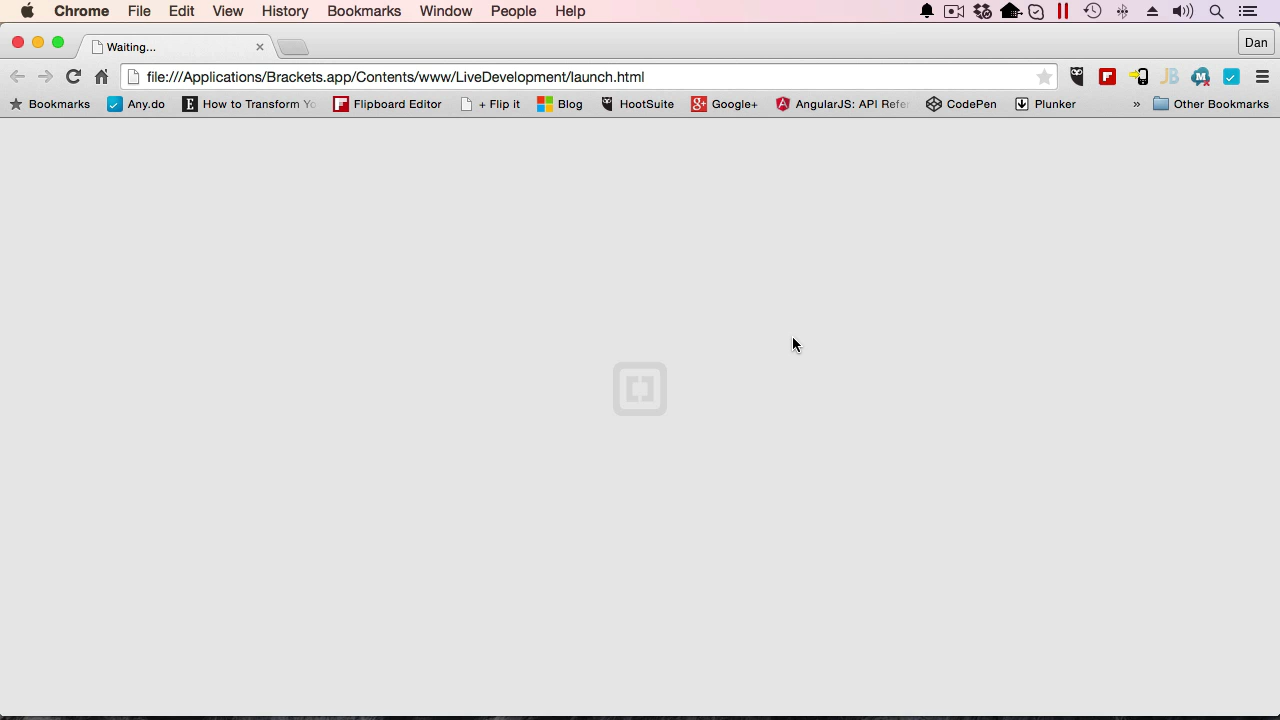 Chrome File Edit View History Bookmarks Window People Help
Waiting... Dan
file:///Applications/Brackets.app/Contents/www/LiveDevelopment/launch.html
Bookmarks Any.do How to Transform Yo Flipboard Editor + Flip it Blog HootSuite Google+ AngularJS: API Refer CodePen Plunker » Other Bookmarks